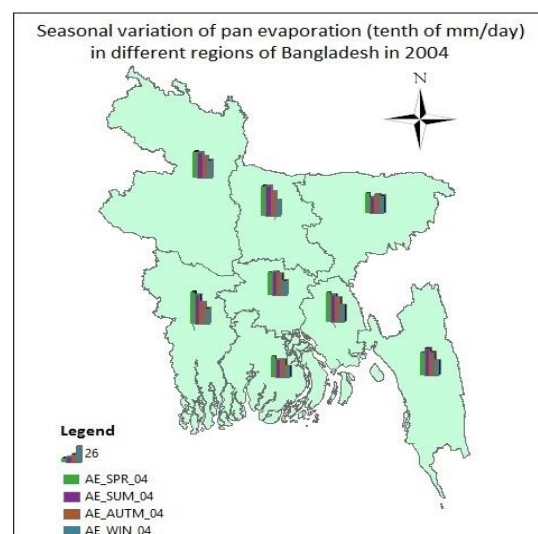 Seasonal variation of pan evaporation (tenth of mm/day)
in different regions of Bangladesh in 2004
N
Legend
26
AE_SPR_04
AE_SUM_04
AE_AUTM_04
AE_WIN_04